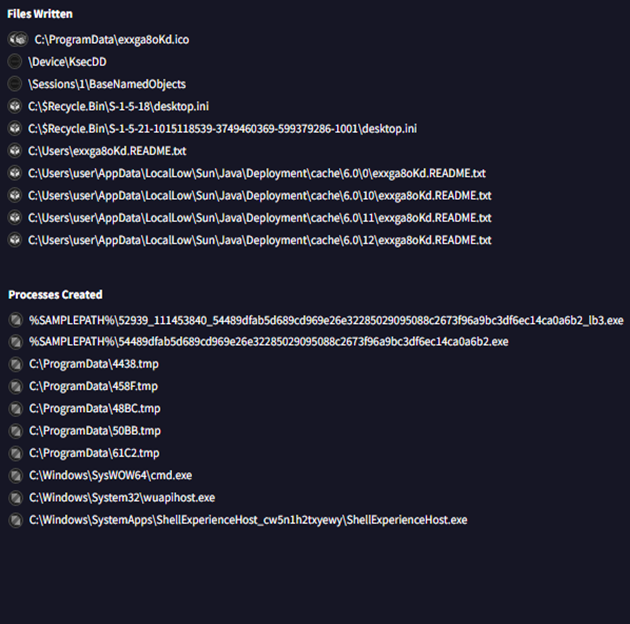 Files Written
C:\ProgramData\exxga8oKd.ico
\Device\KsecDD
\Sessions\1\BaseNamedObjects
C:\$Recycle.Bin\S-1-5-18\desktop.ini
C:\$Recycle.Bin\S-1-5-21-1015118539-3749460369-599379286-1001\desktop.ini
C:\Users\exxga8oKd.README.txt
C:\Users\user\AppData\LocalLow\Sun\Java\Deployment\cache\6.0\0\exxga8oKd.README.txt
C:\Users\user\AppData\LocalLow\Sun\Java\Deployment\cache\6.0\10\exxga8oKd.README.txt
C:\Users\user\AppData\LocalLow\Sun\Java\Deployment\cache\6.0\11\exxga8oKd.README.txt
C:\Users\user\AppData\LocalLow\Sun\Java\Deployment\cache\6.0\12\exxga8oKd.README.txt
Processes Created
%SAMPLEPATH%\52939_111453840_54489dfab5d689cd969e26e32285029095088c2673f96a9bc3df6ec14ca0a6b2_lb3.exe
%SAMPLEPATH%\54489dfab5d689cd969e26e32285029095088c2673f96a9bc3df6ec14ca0a6b2.exe
C:\ProgramData\4438.tmp
C:\ProgramData\458F.tmp
C:\ProgramData\48BC.tmp
C:\ProgramData\50BB.tmp
C:\ProgramData\61C2.tmp
C:\Windows\SysWOW64\cmd.exe
C:\Windows\System32\wuapihost.exe
C:\Windows\SystemApps\ShellExperienceHost_cw5n1h2txyewy\ShellExperienceHost.exe